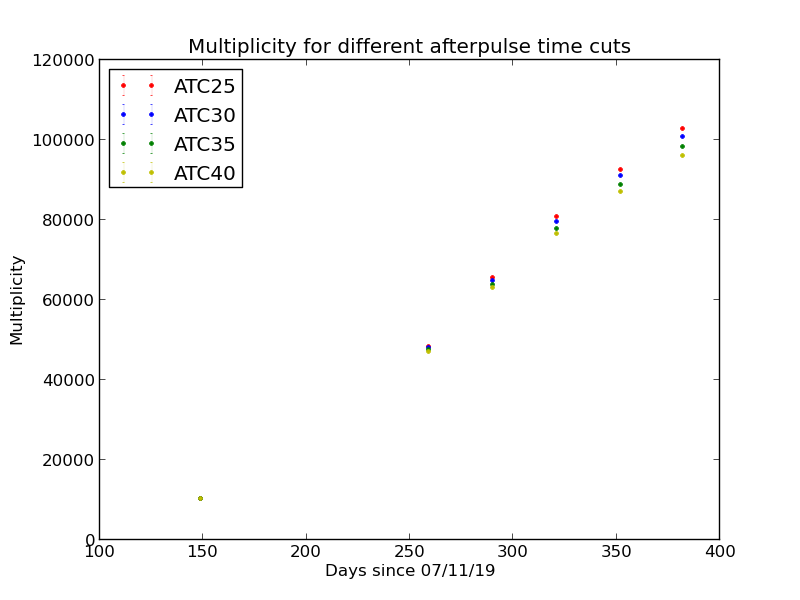 Multiplicity for different afterpulse time cuts
120000
100000
80000
60000
40000
20000
0
ATC25
ATC30
ATC35
ATC40
Multiplicity
100 150 200 250 300 350 400
Days since 07/11/19